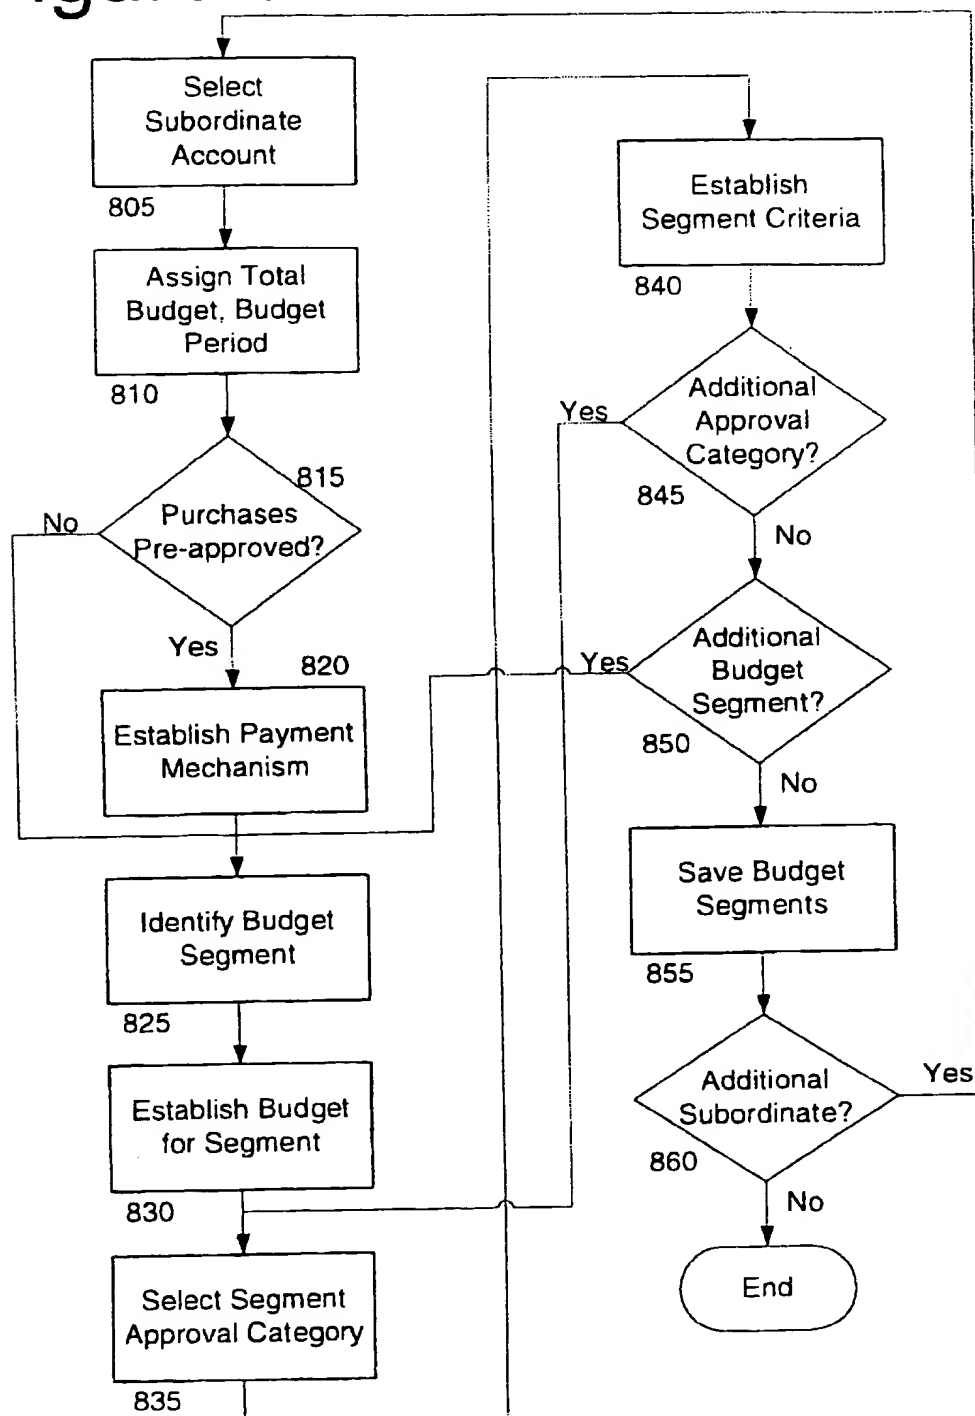 Select
Subordinate
Account
805
Assign Total
Budget, Budget
Period
810
815
Purchases
Pre-approved?
No
Yes
820
Establish Payment
Mechanism
Identify Budget
Segment
825
Establish Budget
for Segment
830
Select Segment
Approval Category
835
Establish
Segment Criteria
840
Additional
Approval
Category?
Yes
845
No
Additional
Budget
Segment?
Yes
850
No
Save Budget
Segments
855
Additional
Subordinate?
Yes
860
No
End